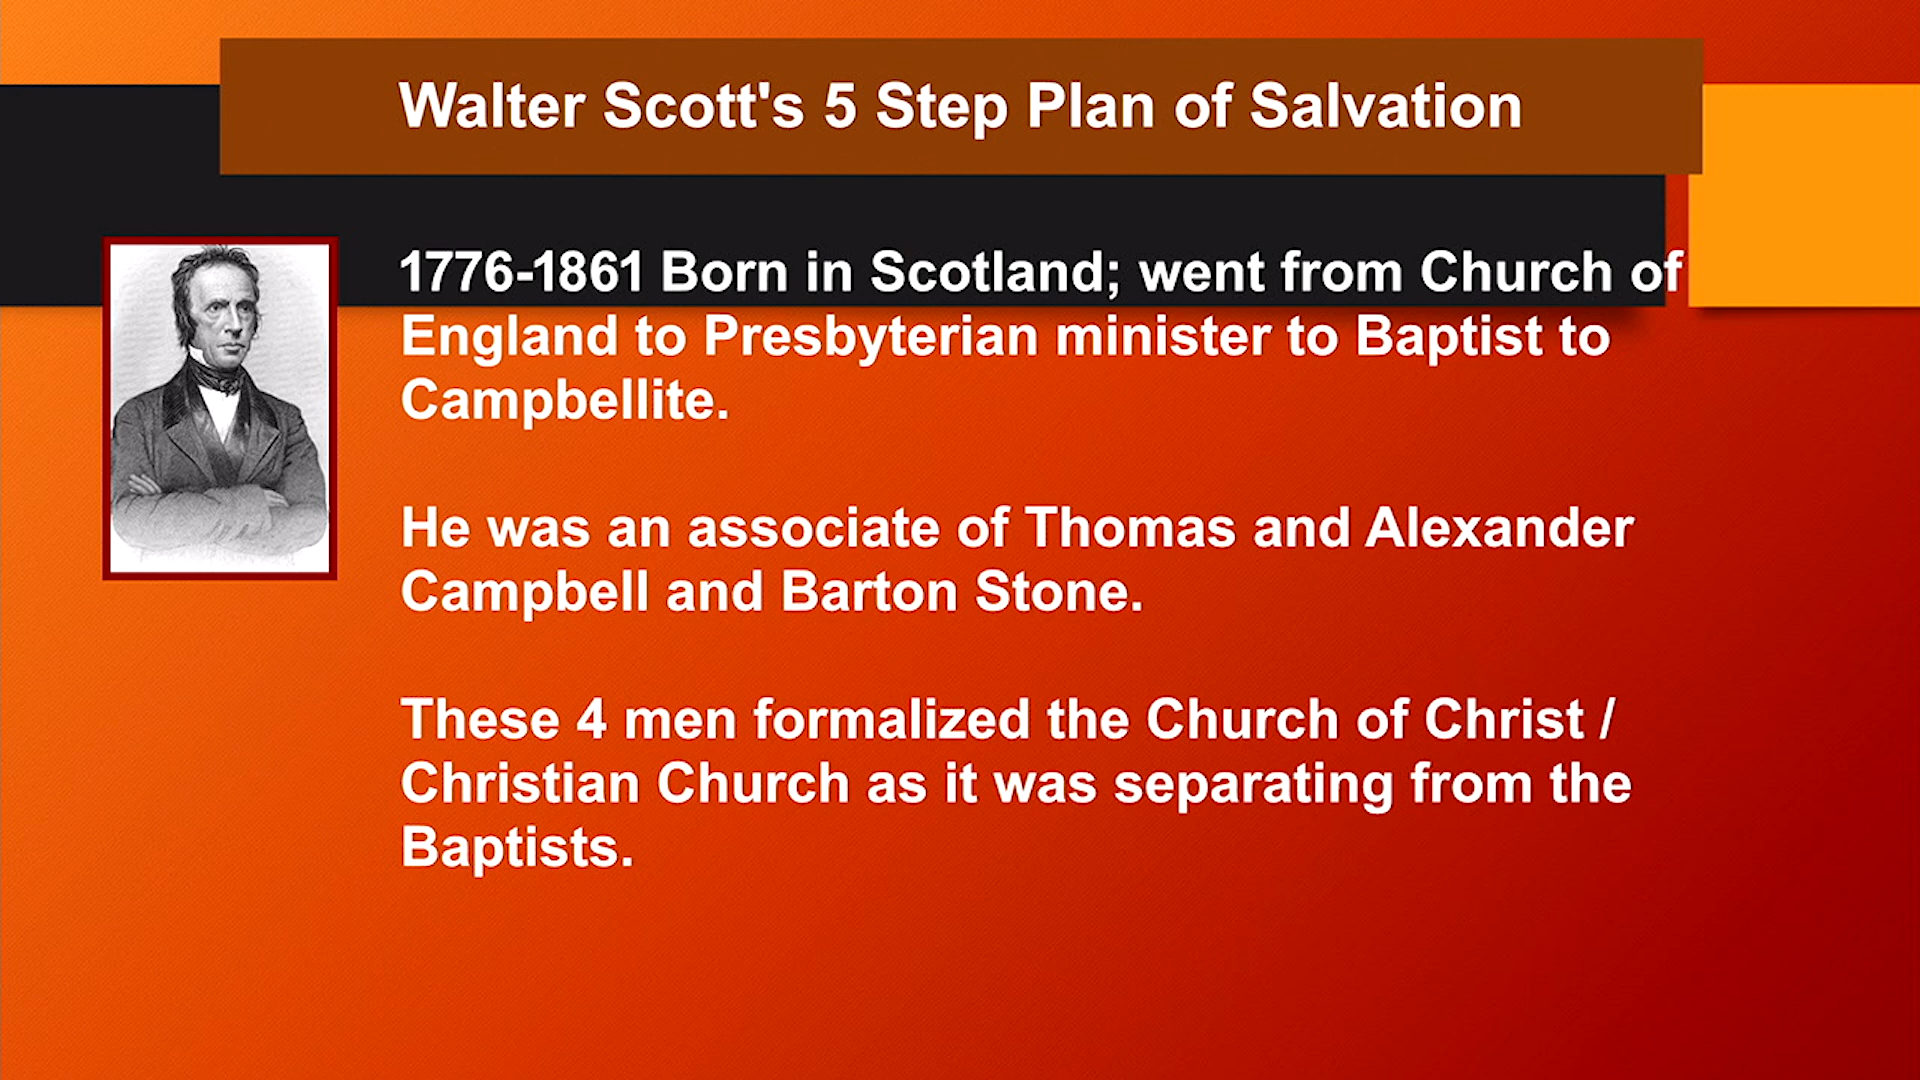 Walter Scott's 5 Step Plan of Salvation
1776-1861 Born in Scotland; went from Church of
England to Presbyterian minister to Baptist to
Campbellite.
He was an associate of Thomas and Alexander
Campbell and Barton Stone.
These 4 men formalized the Church of Christ /
Christian Church as it was separating from the
Baptists.